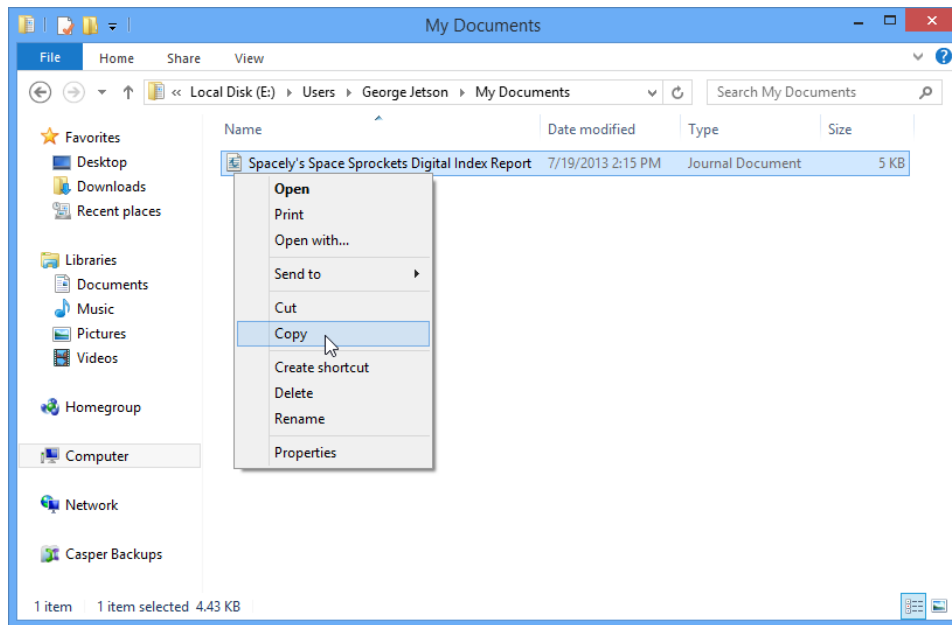 My Documents
File Home Share View
« Local Disk (E:) Users George Jetson My Documents Search My Documents
Name Date modified Type Size
Spacely's Space Sprockets Digital Index Report 7/19/2013 2:15 PM Journal Document 5 KB
Favorites
Desktop
Downloads
Recent places
Libraries
Documents
Music
Pictures
Videos
Homegroup
Computer
Network
Casper Backups
Open
Print
Open with...
Send to
Cut
Copy
Create shortcut
Delete
Rename
Properties
1 item 1 item selected 4.43 KB